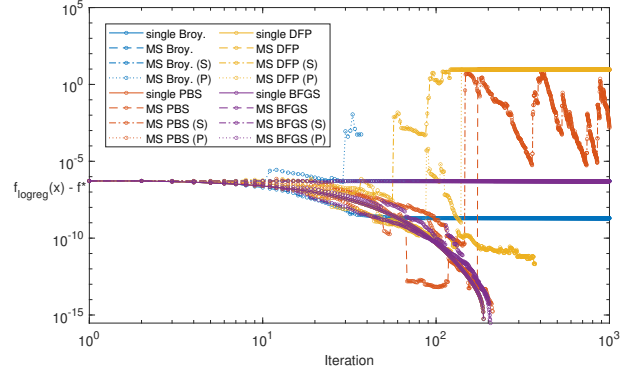 single Broy.
MS Broy.
MS Broy. (S)
MS Broy. (P)
single PBS
MS PBS
MS PBS (S)
MS PBS (P)
single DFP
MS DFP
MS DFP (S)
MS DFP (P)
single BFGS
MS BFGS
MS BFGS (S)
MS BFGS (P)
10^5
10^0
10^-5
10^-10
10^-15
f_logreg(x) - f*
10^0 10^1 10^2 10^3
Iteration